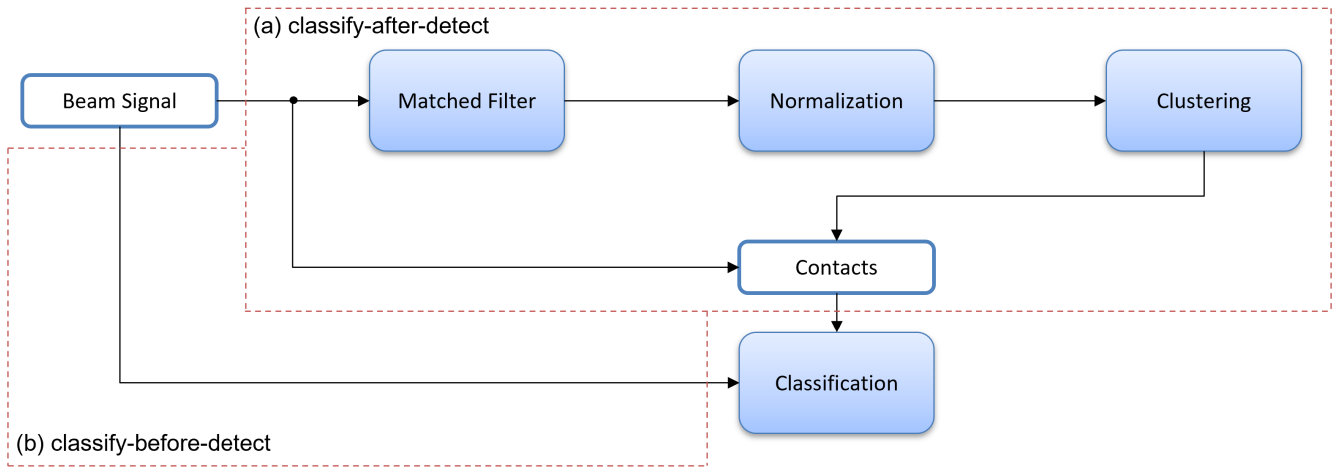 (a) classify-after-detect
Beam Signal
Matched Filter
Normalization
Clustering
Contacts
Classification
(b) classify-before-detect